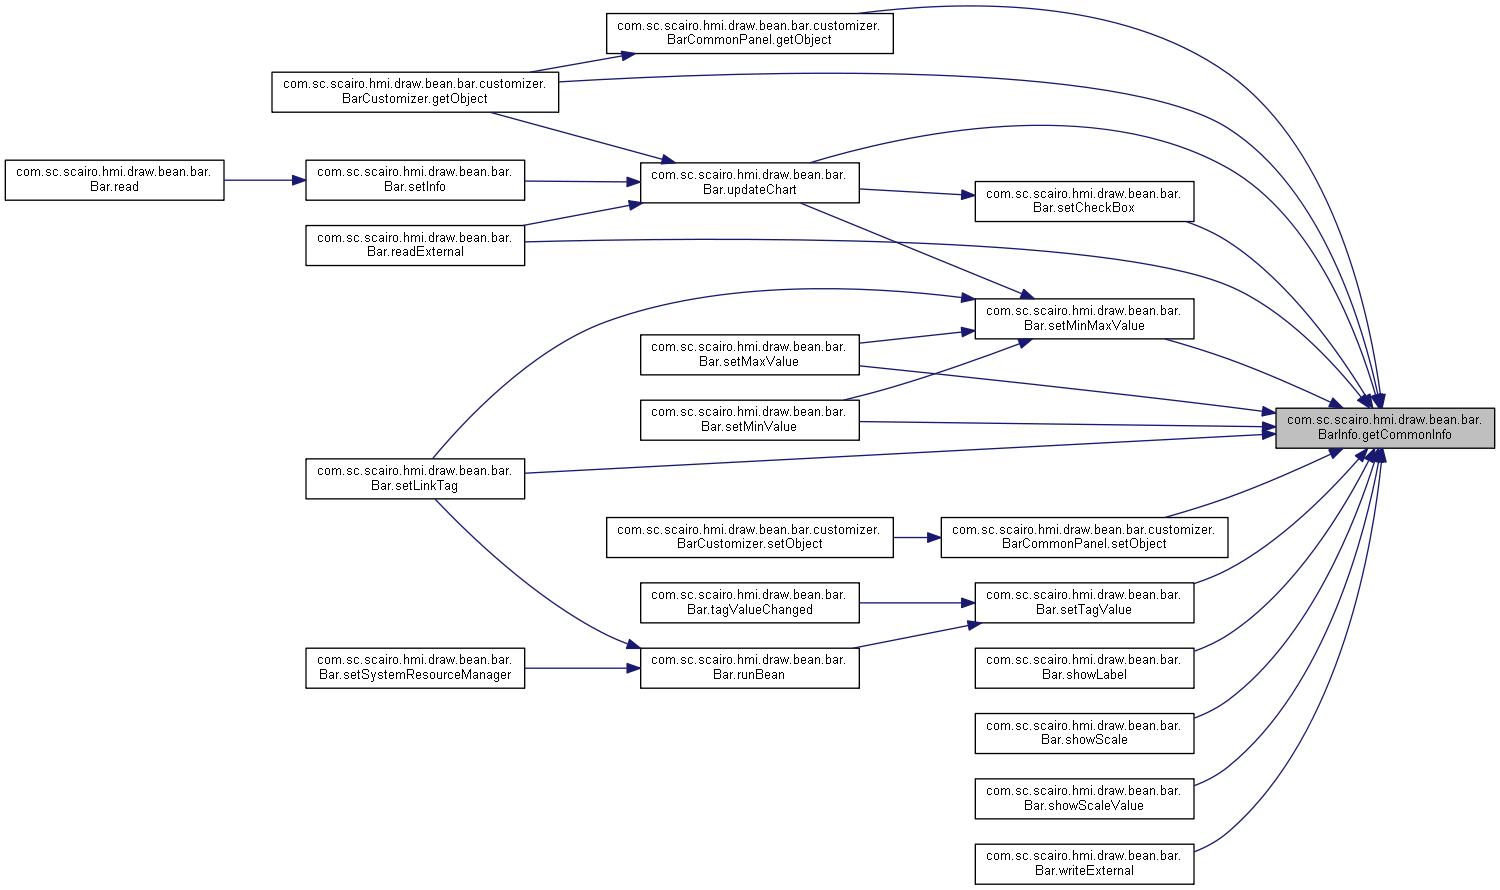 com.sc.scairo.hmi.draw.bean.bar.customizer.
BarCommonPanel.getObject
com.sc.scairo.hmi.draw.bean.bar.customizer.
BarCustomizer.getObject
com.sc.scairo.hmi.draw.bean.bar.
Bar.read
com.sc.scairo.hmi.draw.bean.bar.
Bar.setInfo
com.sc.scairo.hmi.draw.bean.bar.
Bar.updateChart
com.sc.scairo.hmi.draw.bean.bar.
Bar.setCheckBox
com.sc.scairo.hmi.draw.bean.bar.
Bar.readExternal
com.sc.scairo.hmi.draw.bean.bar.
Bar.setMinMaxValue
com.sc.scairo.hmi.draw.bean.bar.
Bar.setMaxValue
com.sc.scairo.hmi.draw.bean.bar.
Bar.setMinValue
com.sc.scairo.hmi.draw.bean.bar.
BarInfo.getCommonInfo
com.sc.scairo.hmi.draw.bean.bar.
Bar.setLinkTag
com.sc.scairo.hmi.draw.bean.bar.customizer.
BarCustomizer.setObject
com.sc.scairo.hmi.draw.bean.bar.customizer.
BarCommonPanel.setObject
com.sc.scairo.hmi.draw.bean.bar.
Bar.tagValueChanged
com.sc.scairo.hmi.draw.bean.bar.
Bar.setTagValue
com.sc.scairo.hmi.draw.bean.bar.
Bar.setSystemResourceManager
com.sc.scairo.hmi.draw.bean.bar.
Bar.runBean
com.sc.scairo.hmi.draw.bean.bar.
Bar.showLabel
com.sc.scairo.hmi.draw.bean.bar.
Bar.showScale
com.sc.scairo.hmi.draw.bean.bar.
Bar.showScaleValue
com.sc.scairo.hmi.draw.bean.bar.
Bar.writeExternal